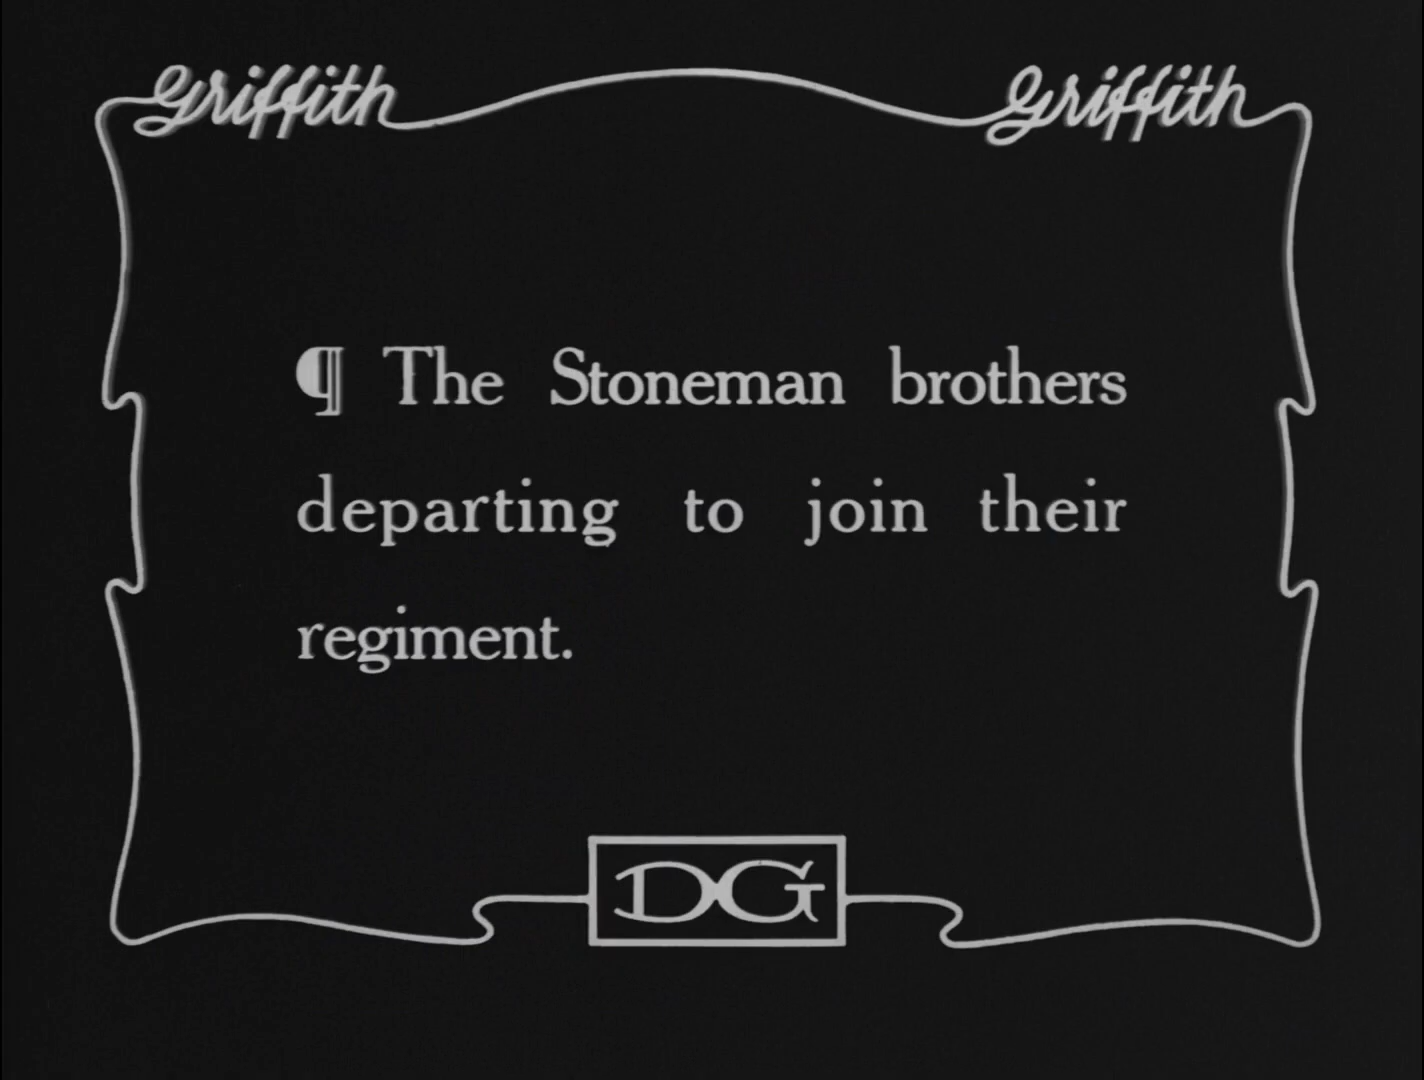 Griffith Griffith
¶ The Stoneman brothers
departing to join their
regiment.
DG